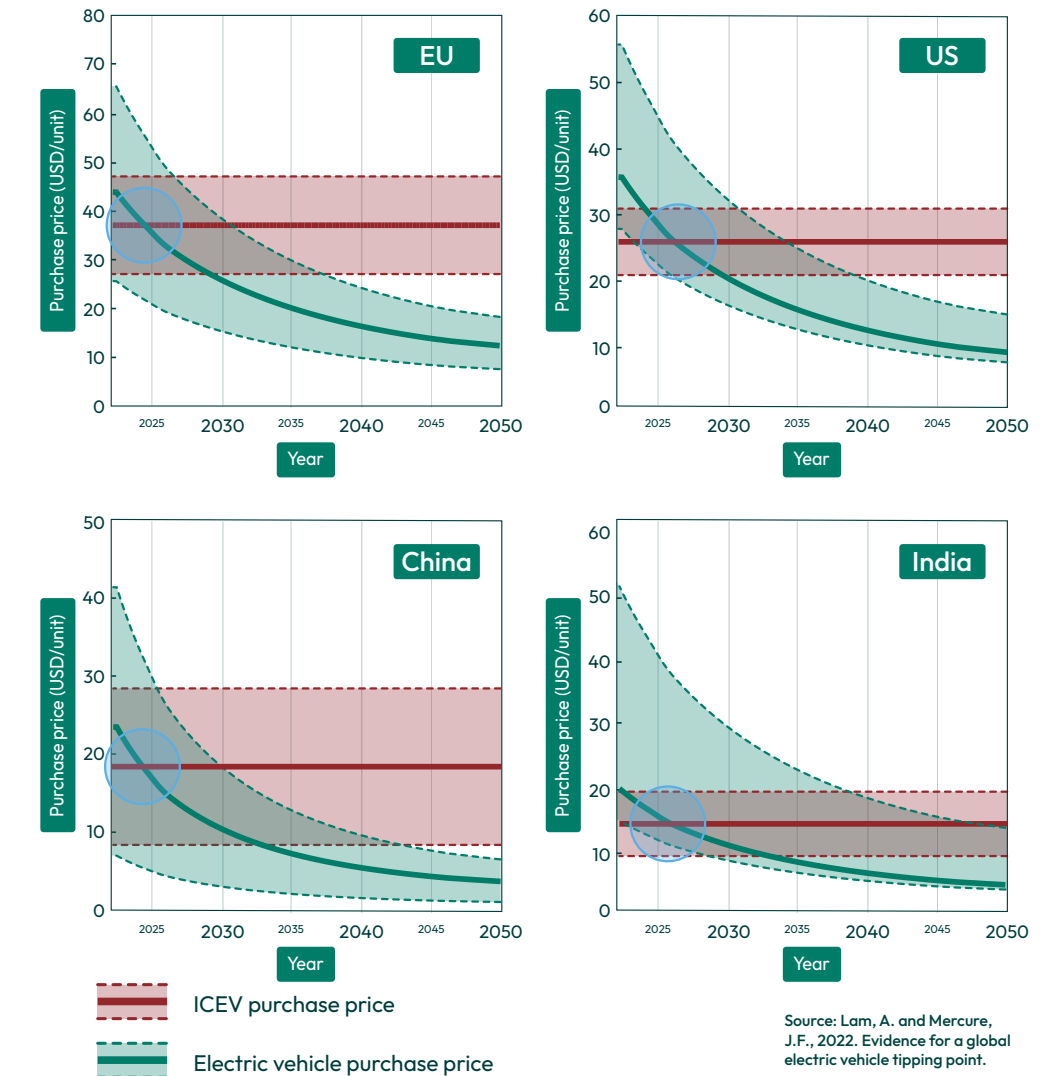 EU
Purchase price (USD/unit)
80
70
60
50
40
30
20
10
0
2025 2030 2035 2040 2045 2050
Year
US
Purchase price (USD/unit)
60
50
40
30
20
10
0
2025 2030 2035 2040 2045 2050
Year
China
Purchase price (USD/unit)
50
40
30
20
10
0
2025 2030 2035 2040 2045 2050
Year
India
Purchase price (USD/unit)
60
50
40
30
20
10
0
2025 2030 2035 2040 2045 2050
Year
ICEV purchase price
Electric vehicle purchase price
Source: Lam, A. and Mercure,
J.F., 2022. Evidence for a global
electric vehicle tipping point.